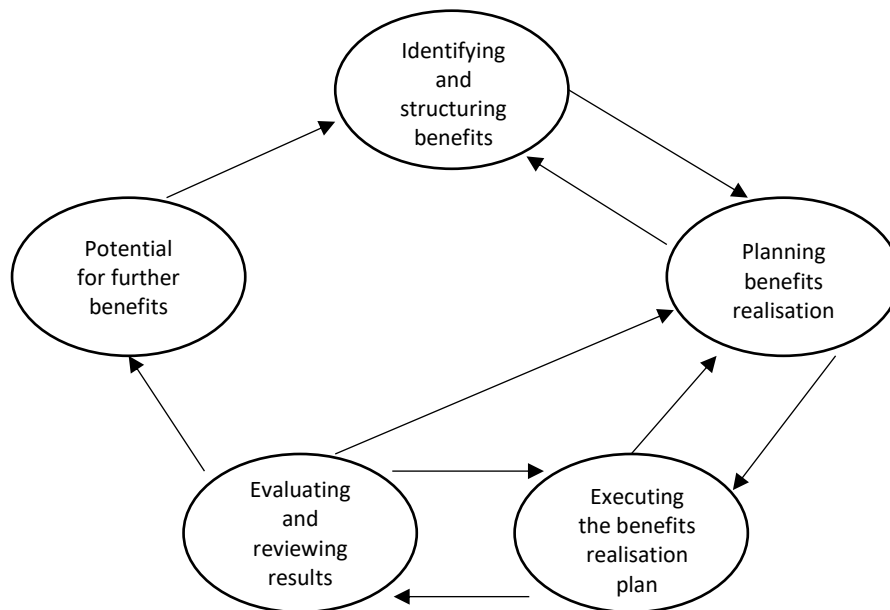 Identifying
and
structuring
benefits
Potential
for further
benefits
Planning
benefits
realisation
Evaluating
and
reviewing
results
Executing
the benefits
realisation
plan